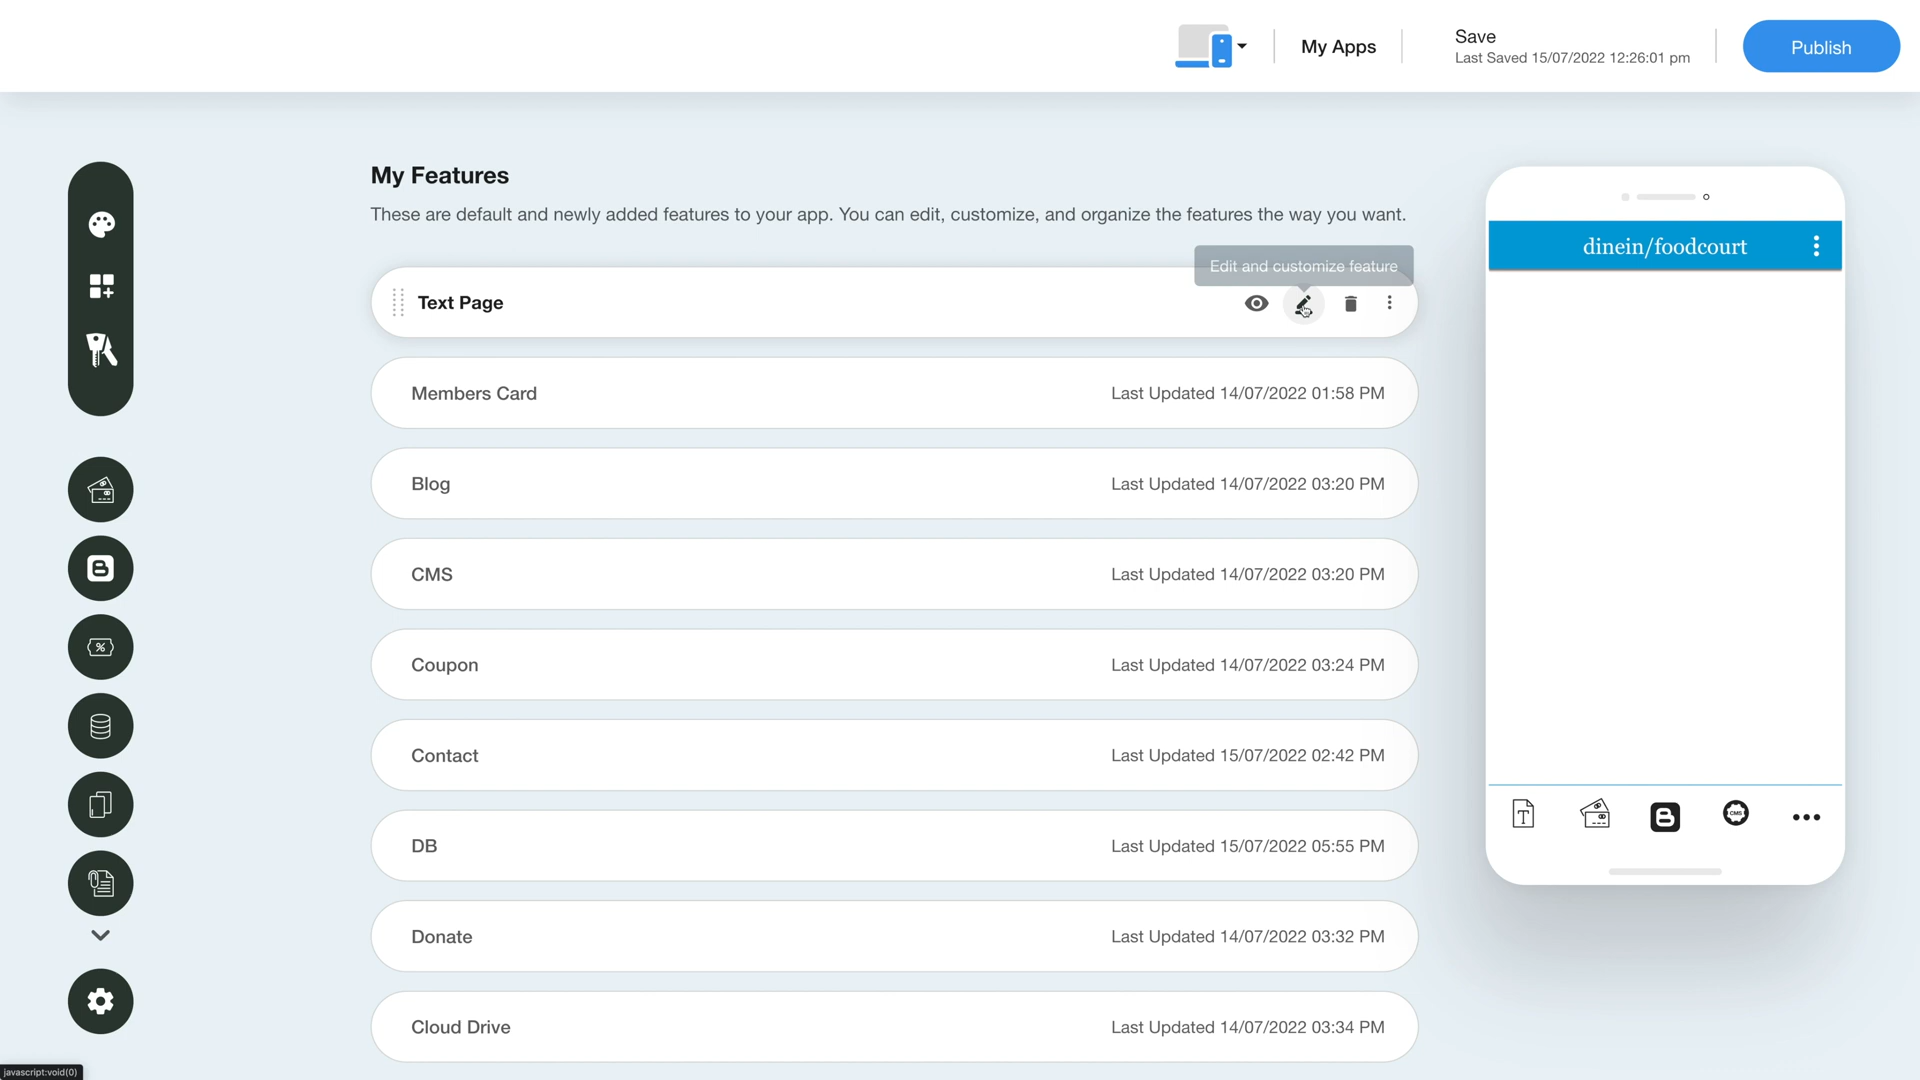 My Apps
Save
Last Saved 15/07/2022 12:26:01 pm
Publish
My Features
These are default and newly added features to your app. You can edit, customize, and organize the features the way you want.
Edit and customize feature
Text Page
Members Card
Last Updated 14/07/2022 01:58 PM
Blog
Last Updated 14/07/2022 03:20 PM
CMS
Last Updated 14/07/2022 03:20 PM
Coupon
Last Updated 14/07/2022 03:24 PM
Contact
Last Updated 15/07/2022 02:42 PM
DB
Last Updated 15/07/2022 05:55 PM
Donate
Last Updated 14/07/2022 03:32 PM
Cloud Drive
Last Updated 14/07/2022 03:34 PM
dinein/foodcourt
CMS
javascript:void(0)